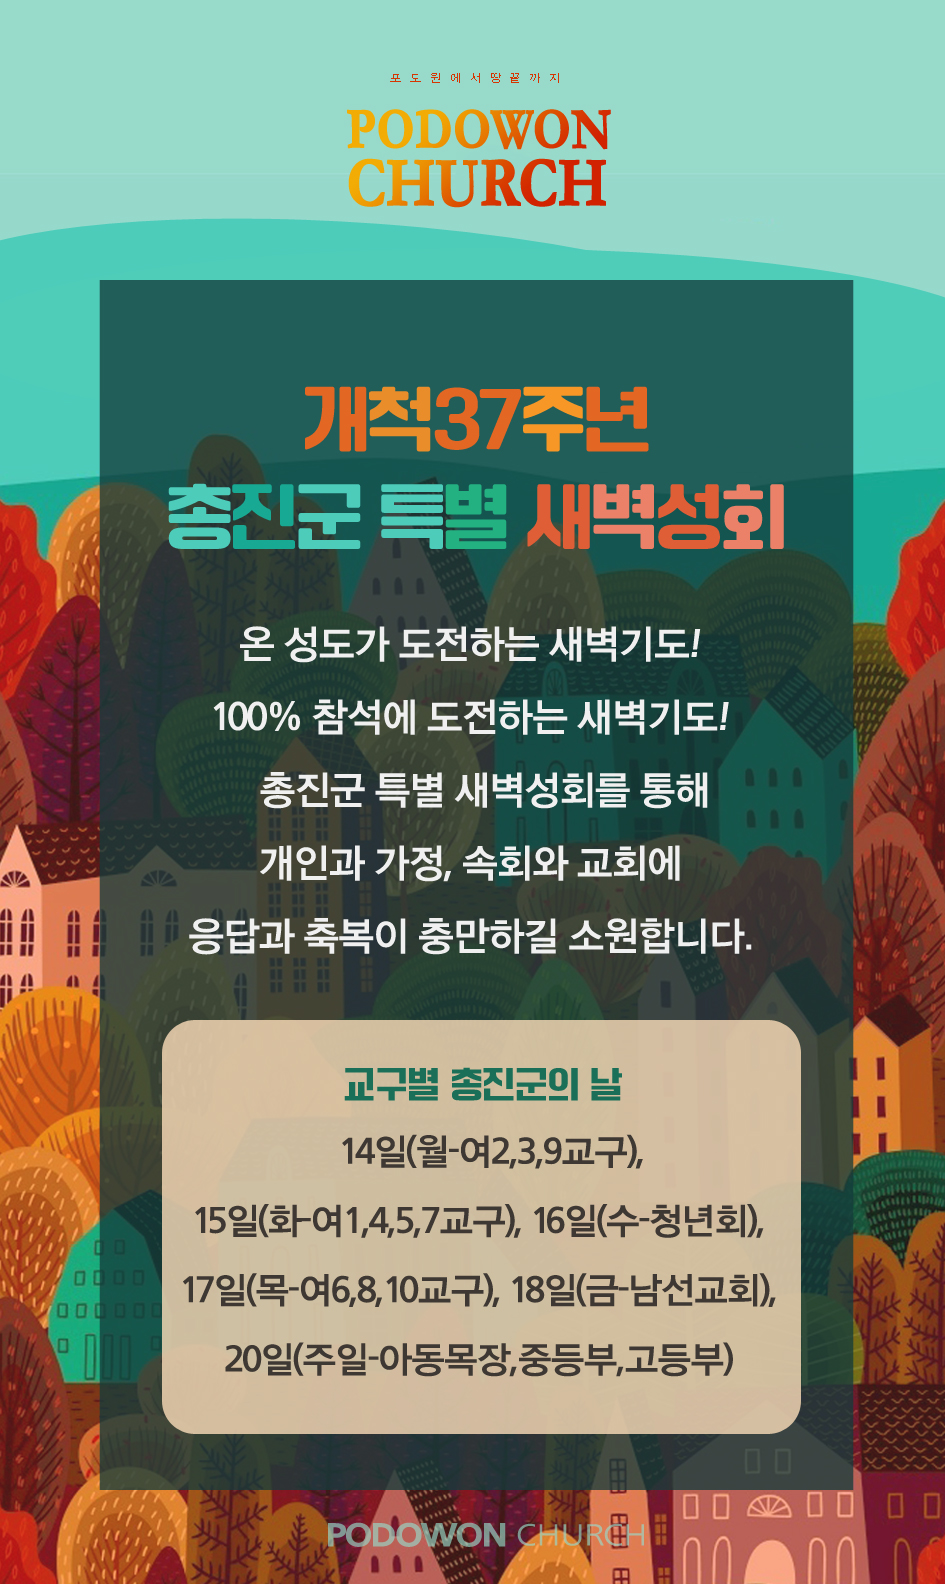 포도원에서땅끝까지
PODOWON
CHURCH
개척37주년
총진군 특별 새벽성회
온 성도가 도전하는 새벽기도!
100% 참석에 도전하는 새벽기도!
총진군 특별 새벽성회를 통해
개인과 가정, 속회와 교회에
응답과 축복이 충만하길 소원합니다.
교구별 총진군의 날
14일(월-여2,3,9교구),
15일(화-여1,4,5,7교구), 16일(수-청년회),
17일(목-여6,8,10교구), 18일(금-남선교회),
20일(주일-아동목장,중등부,고등부)
PODOWON CHURCH